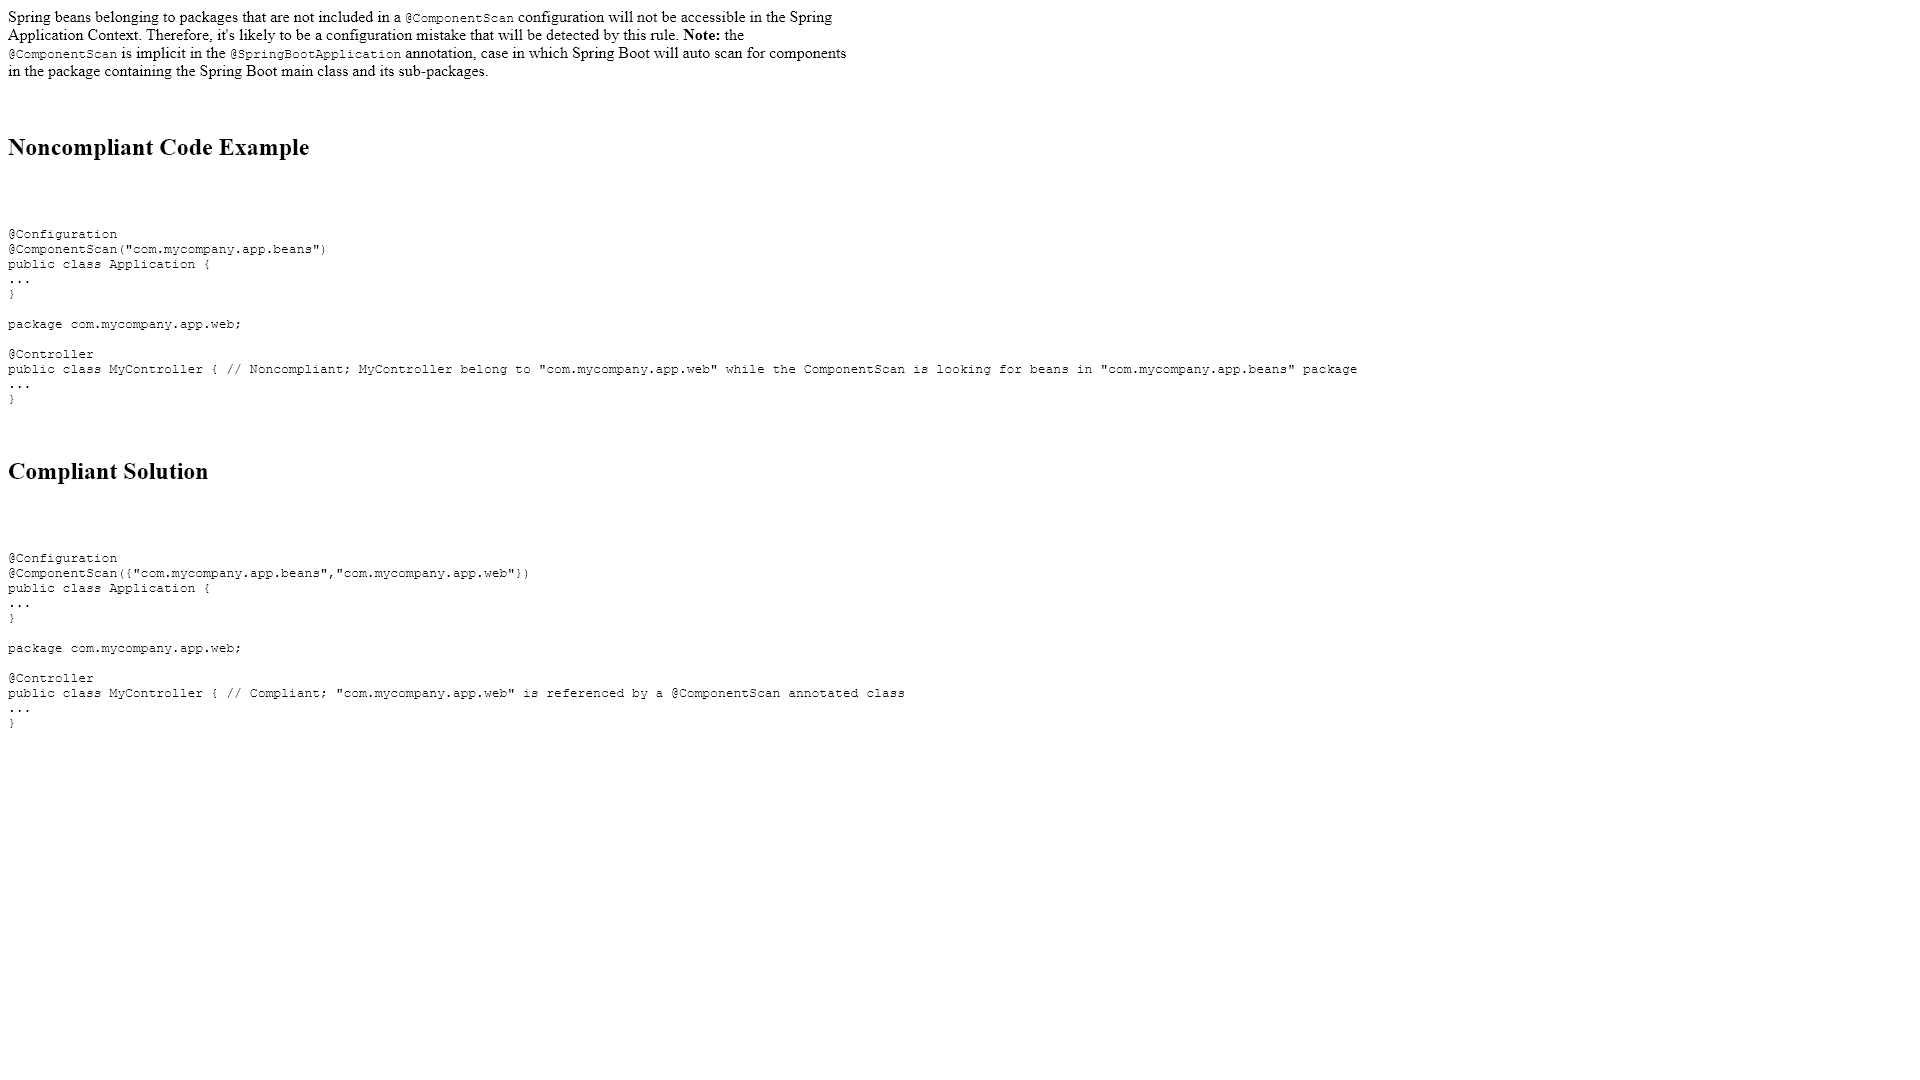 Spring beans belonging to packages that are not included in a @ComponentScan configuration will not be accessible in the Spring
Application Context. Therefore, it's likely to be a configuration mistake that will be detected by this rule. Note: the
@ComponentScan is implicit in the @SpringBootApplication annotation, case in which Spring Boot will auto scan for components
in the package containing the Spring Boot main class and its sub-packages.
Noncompliant Code Example
@Configuration
@ComponentScan("com.mycompany.app.beans")
public class Application {
...
}
package com.mycompany.app.web;
@Controller
public class MyController { // Noncompliant; MyController belong to "com.mycompany.app.web" while the ComponentScan is looking for beans in "com.mycompany.app.beans" package
...
}
Compliant Solution
@Configuration
@ComponentScan({"com.mycompany.app.beans","com.mycompany.app.web"})
public class Application {
...
}
package com.mycompany.app.web;
@Controller
public class MyController { // Compliant; "com.mycompany.app.web" is referenced by a @ComponentScan annotated class
...
}